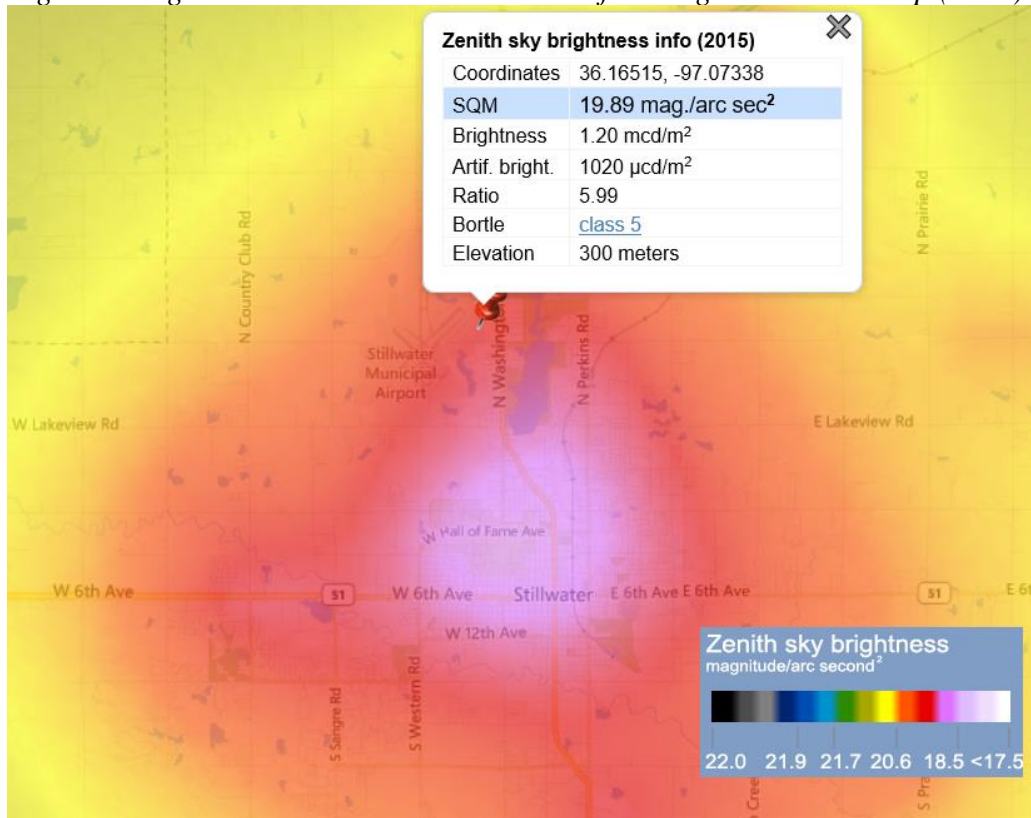 Zenith sky brightness info (2015)
Coordinates 36.16515, -97.07338
SQM 19.89 mag./arc sec²
Brightness 1.20 mcd/m²
Artif. bright. 1020 µcd/m²
Ratio 5.99
Bortle class 5
Elevation 300 meters
N Country Club Rd
N Prairie Rd
N Washington
N Perkins Rd
Stillwater
Municipal
Airport
W Lakeview Rd
E Lakeview Rd
W Hall of Fame Ave
W 6th Ave
51
W 6th Ave
Stillwater
E 6th Ave
E 6th Ave
51
W 12th Ave
S Sangre Rd
S Western Rd
Zenith sky brightness
magnitude/arc second²
22.0 21.9 21.7 20.6 18.5 <17.5